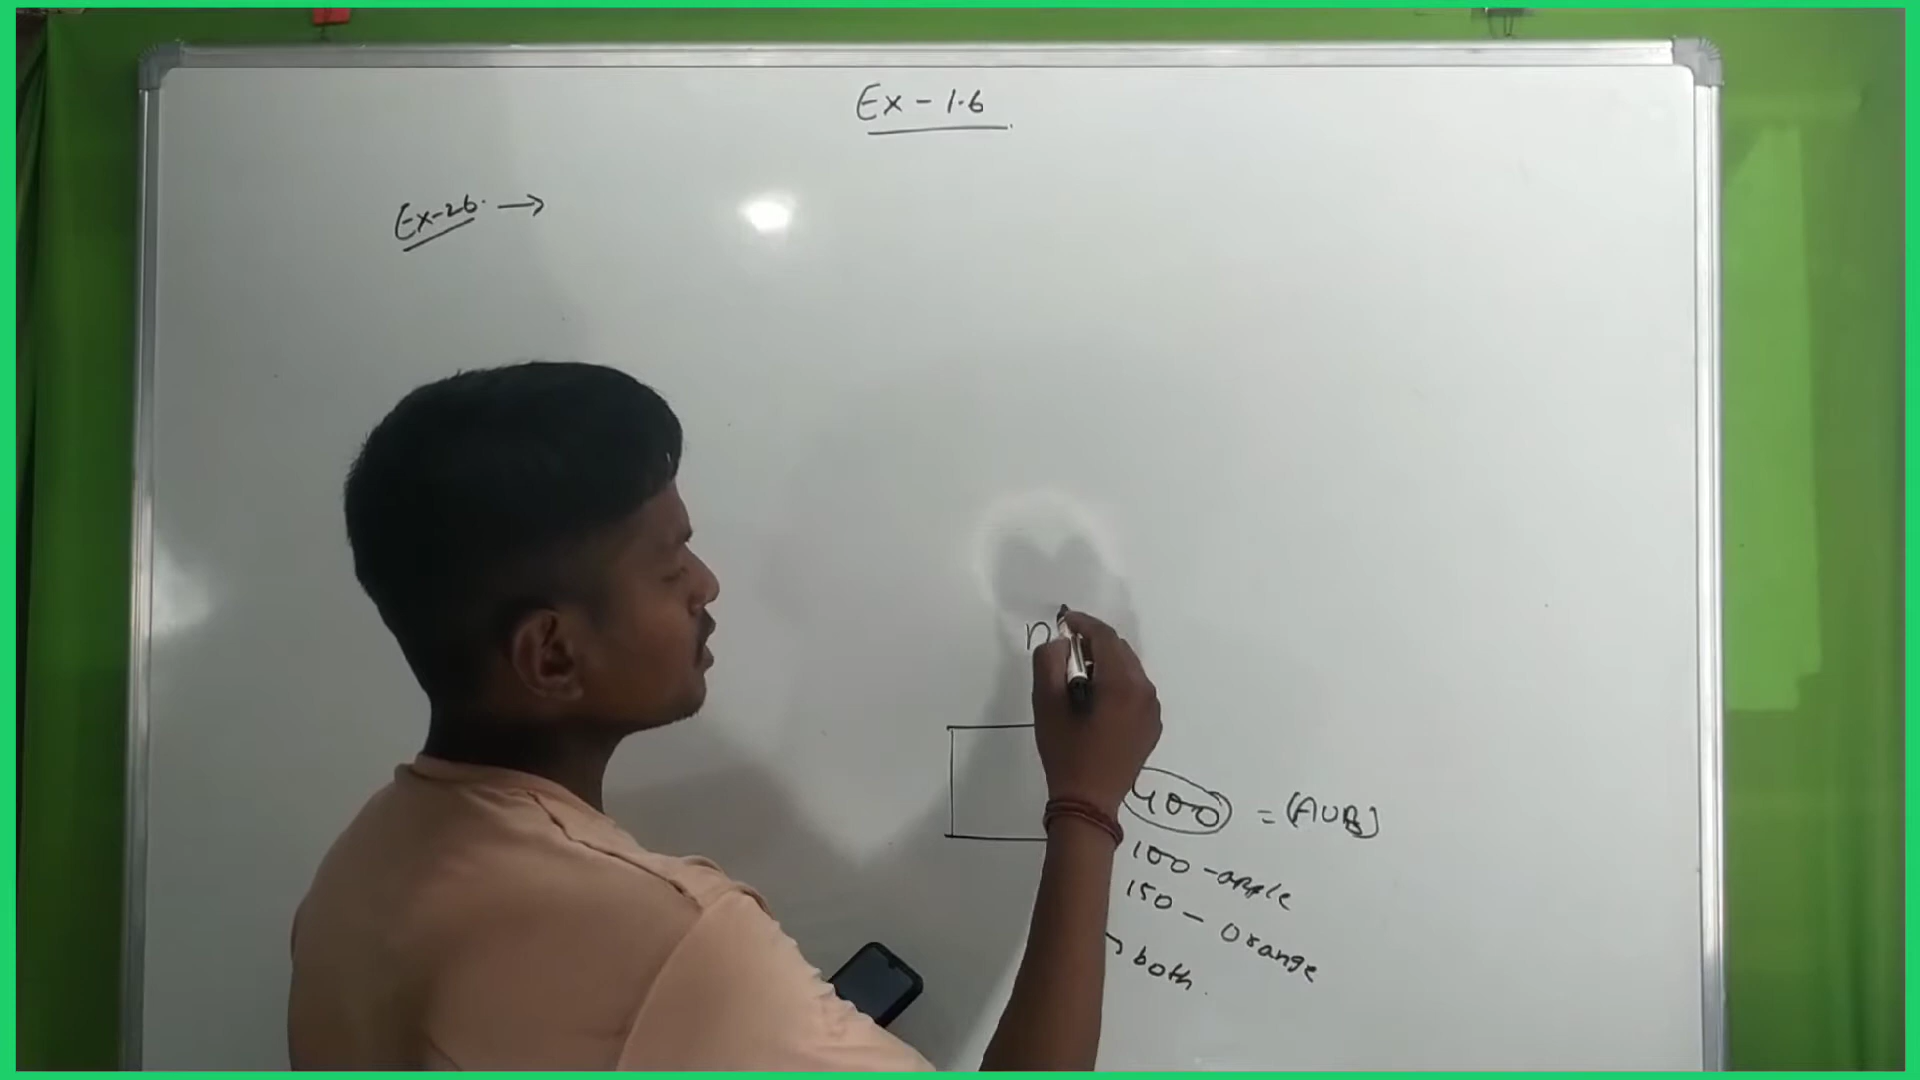 Ex - 1.6
Ex-26. →
n
400 = (AUB)
100 - apple
150 - Orange
→ both.